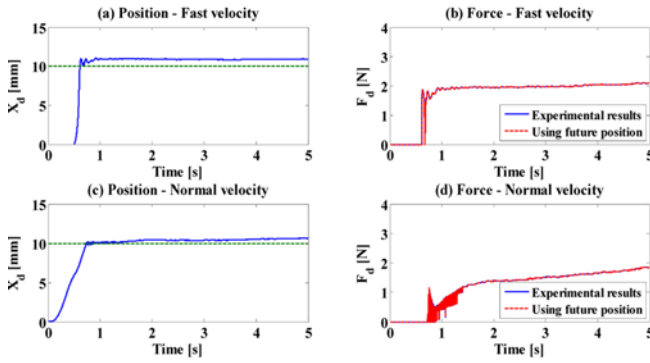 (a) Position - Fast velocity
15
10
5
0
X_d [mm]
0 1 2 3 4 5
Time [s]
(b) Force - Fast velocity
4
3
2
1
0
F_d [N]
Experimental results
Using future position
0 1 2 3 4 5
Time [s]
(c) Position - Normal velocity
15
10
5
0
X_d [mm]
0 1 2 3 4 5
Time [s]
(d) Force - Normal velocity
4
3
2
1
0
F_d [N]
Experimental results
Using future position
0 1 2 3 4 5
Time [s]